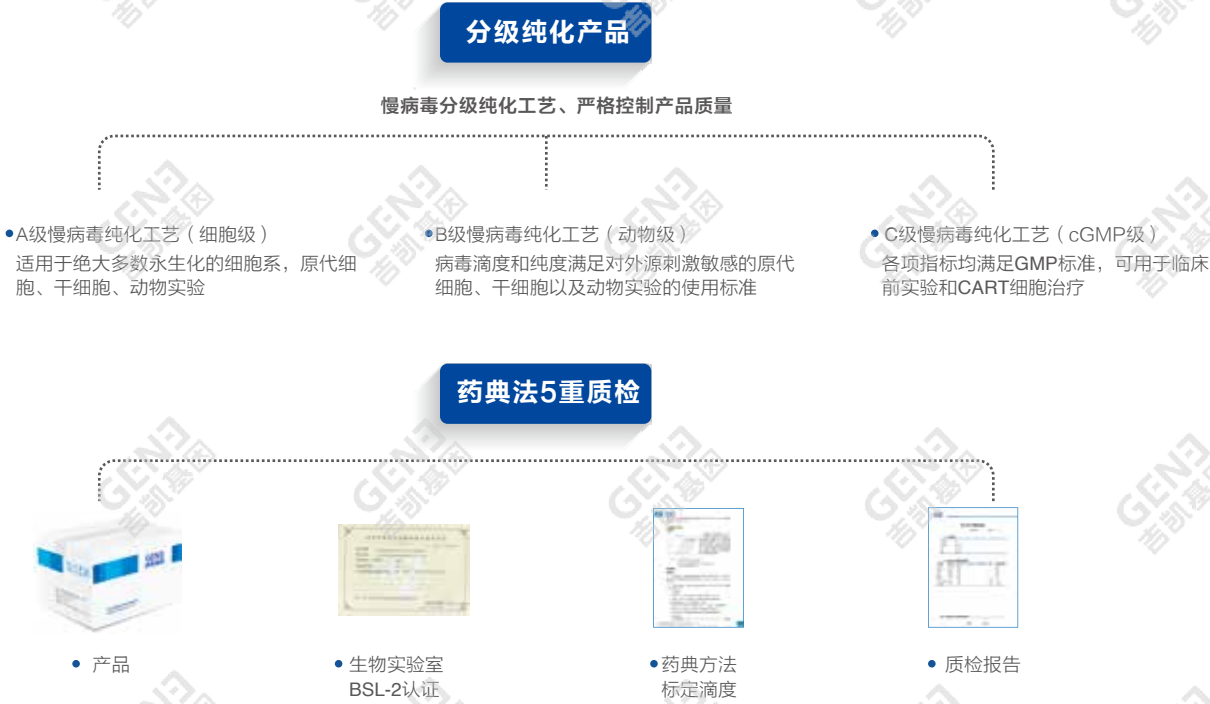 分级纯化产品
慢病毒分级纯化工艺、严格控制产品质量
A级慢病毒纯化工艺（细胞级）
适用于绝大多数永生化的细胞系，原代细
胞、干细胞、动物实验
B级慢病毒纯化工艺（动物级）
病毒滴度和纯度满足对外源刺激敏感的原代
细胞、干细胞以及动物实验的使用标准
C级慢病毒纯化工艺（cGMP级）
各项指标均满足GMP标准，可用于临床
前实验和CART细胞治疗
药典法5重质检
产品
生物实验室
BSL-2认证
药典方法
标定滴度
质检报告
GENE
吉凯基因